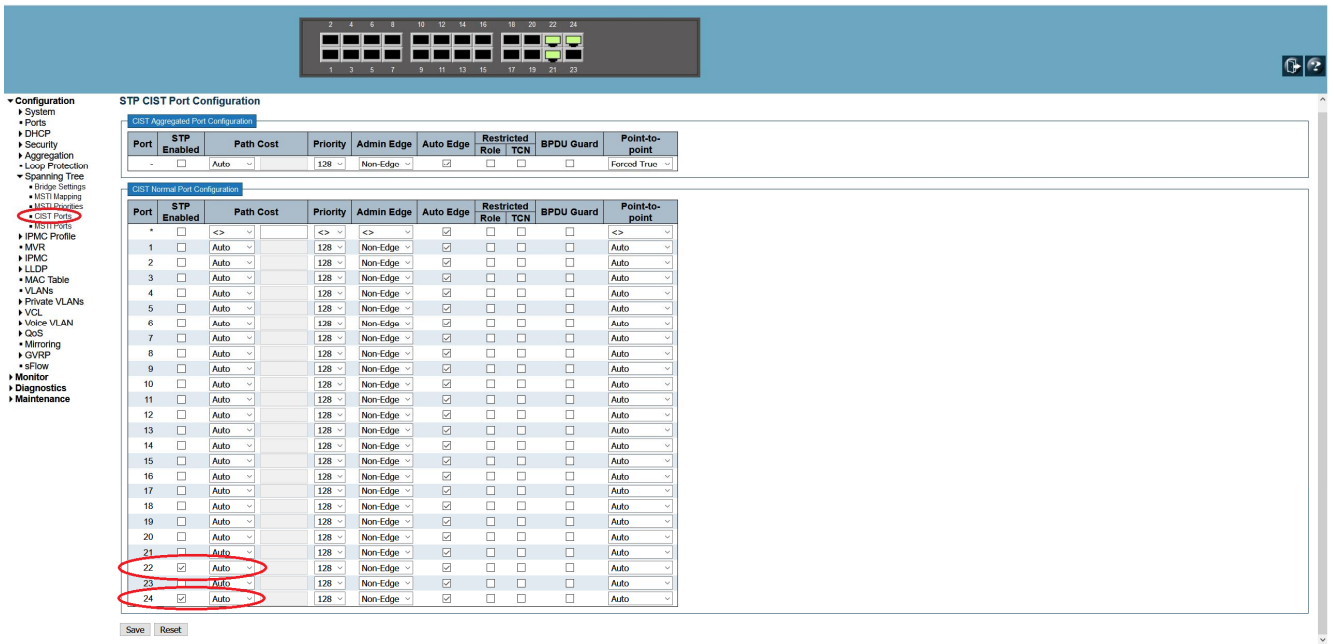 2 4 6 8 10 12 14 16 18 20 22 24
1 3 5 7 9 11 13 15 17 19 21 23
Configuration
System
Ports
DHCP
Security
Aggregation
Loop Protection
Spanning Tree
Bridge Settings
MSTI Mapping
MSTI Priorities
CIST Ports
MSTI Ports
IPMC Profile
MVR
IPMC
LLDP
MAC Table
VLANs
Private VLANs
VCL
Voice VLAN
QoS
Mirroring
GVRP
sFlow
Monitor
Diagnostics
Maintenance
STP CIST Port Configuration
CIST Aggregated Port Configuration
Port STP Enabled Path Cost Priority Admin Edge Auto Edge Restricted Role TCN BPDU Guard Point-to-point
- Auto 128 Non-Edge Forced True
CIST Normal Port Configuration
Port STP Enabled Path Cost Priority Admin Edge Auto Edge Restricted Role TCN BPDU Guard Point-to-point
* <> <> <> <>
1 Auto 128 Non-Edge Auto
2 Auto 128 Non-Edge Auto
3 Auto 128 Non-Edge Auto
4 Auto 128 Non-Edge Auto
5 Auto 128 Non-Edge Auto
6 Auto 128 Non-Edge Auto
7 Auto 128 Non-Edge Auto
8 Auto 128 Non-Edge Auto
9 Auto 128 Non-Edge Auto
10 Auto 128 Non-Edge Auto
11 Auto 128 Non-Edge Auto
12 Auto 128 Non-Edge Auto
13 Auto 128 Non-Edge Auto
14 Auto 128 Non-Edge Auto
15 Auto 128 Non-Edge Auto
16 Auto 128 Non-Edge Auto
17 Auto 128 Non-Edge Auto
18 Auto 128 Non-Edge Auto
19 Auto 128 Non-Edge Auto
20 Auto 128 Non-Edge Auto
21 Auto 128 Non-Edge Auto
22 Auto 128 Non-Edge Auto
23 Auto 128 Non-Edge Auto
24 Auto 128 Non-Edge Auto
Save Reset